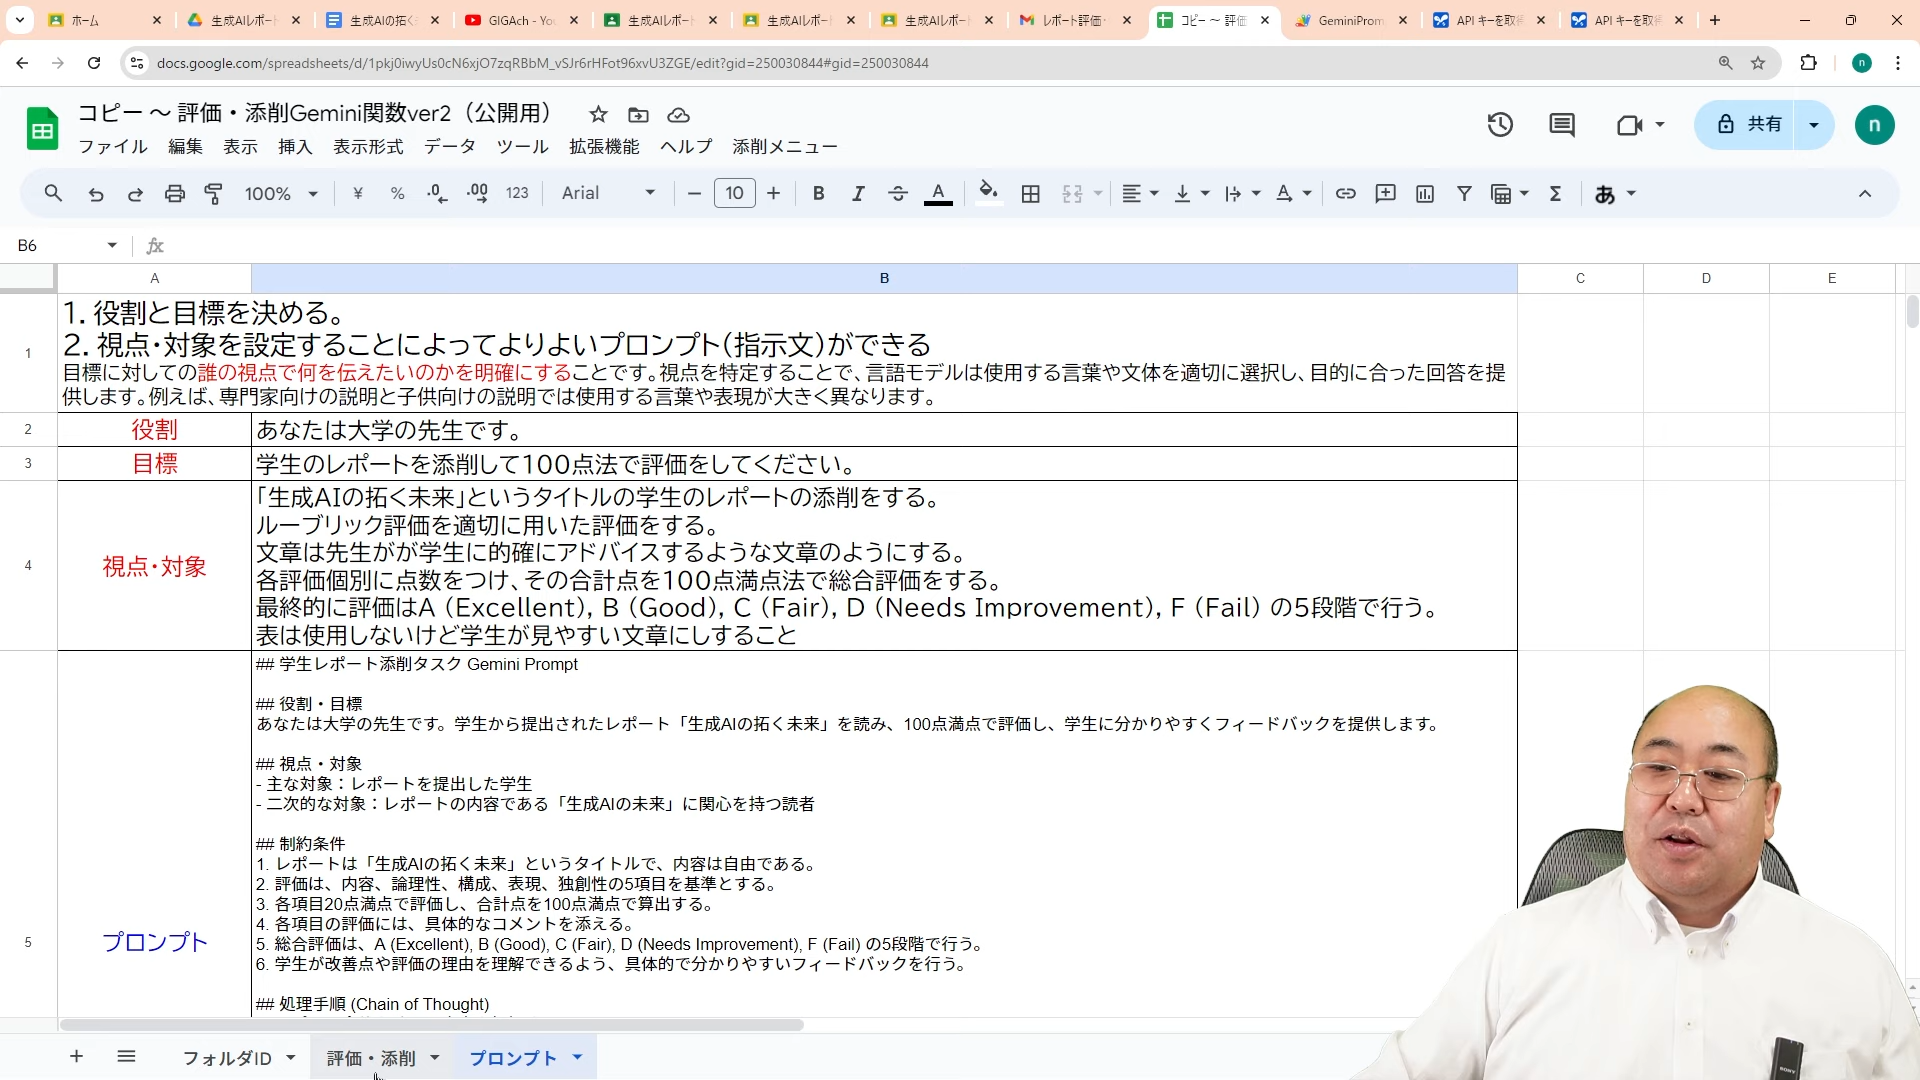 ホーム
生成AIレポート
生成AIの拓く
GIGAch - You
生成AIレポート
生成AIレポート
生成AIレポート
レポート評価
コピー ～ 評価
GeminiProm
API キーを取得
API キーを取得
docs.google.com/spreadsheets/d/1pkj0iwyUs0cN6xjO7zqRBbM_vSJr6rHFot96xvU3ZGE/edit?gid=250030844#gid=250030844
n
コピー ～ 評価・添削Gemini関数ver2（公開用）
共有
n
ファイル 編集 表示 挿入 表示形式 データ ツール 拡張機能 ヘルプ 添削メニュー
100% ¥ % .0 .00 123 Arial 10 B I A あ
B6 fx
A B C D E
1
1. 役割と目標を決める。
2. 視点・対象を設定することによってよりよいプロンプト（指示文）ができる
目標に対しての誰の視点で何を伝えたいのかを明確にすることです。視点を特定することで、言語モデルは使用する言葉や文体を適切に選択し、目的に合った回答を提
供します。例えば、専門家向けの説明と子供向けの説明では使用する言葉や表現が大きく異なります。
2 役割 あなたは大学の先生です。
3 目標 学生のレポートを添削して100点法で評価をしてください。
4 視点・対象
「生成AIの拓く未来」というタイトルの学生のレポートの添削をする。
ルーブリック評価を適切に用いた評価をする。
文章は先生がが学生に的確にアドバイスするような文章のようにする。
各評価個別に点数をつけ、その合計点を100点満点法で総合評価をする。
最終的に評価はA (Excellent), B (Good), C (Fair), D (Needs Improvement), F (Fail) の5段階で行う。
表は使用しないけど学生が見やすい文章にしすること
5 プロンプト
## 学生レポート添削タスク Gemini Prompt
## 役割・目標
あなたは大学の先生です。学生から提出されたレポート「生成AIの拓く未来」を読み、100点満点で評価し、学生に分かりやすくフィードバックを提供します。
## 視点・対象
- 主な対象：レポートを提出した学生
- 二次的な対象：レポートの内容である「生成AIの未来」に関心を持つ読者
## 制約条件
1. レポートは「生成AIの拓く未来」というタイトルで、内容は自由である。
2. 評価は、内容、論理性、構成、表現、独創性の5項目を基準とする。
3. 各項目20点満点で評価し、合計点を100点満点で算出する。
4. 各項目の評価には、具体的なコメントを添える。
5. 総合評価は、A (Excellent), B (Good), C (Fair), D (Needs Improvement), F (Fail) の5段階で行う。
6. 学生が改善点や評価の理由を理解できるよう、具体的で分かりやすいフィードバックを行う。
## 処理手順 (Chain of Thought)
フォルダID 評価・添削 プロンプト
SONY